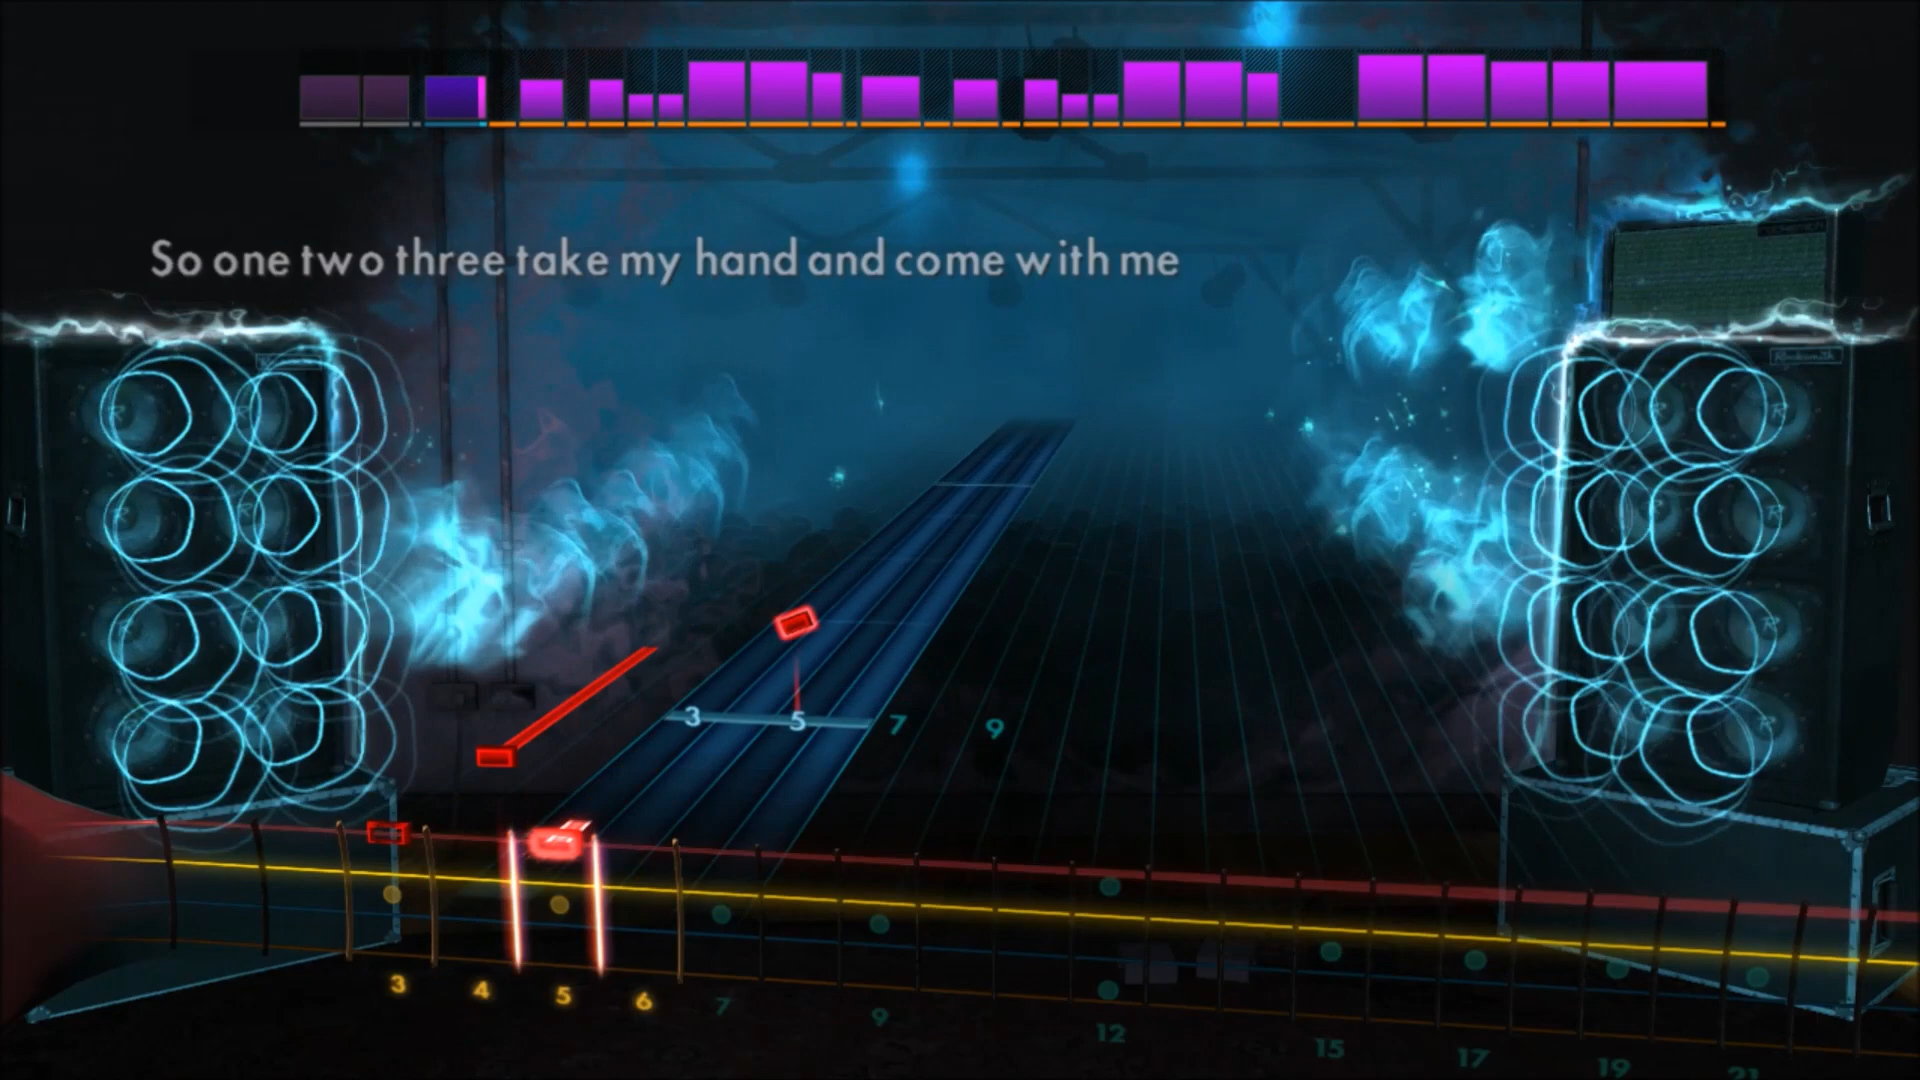 So one two three take my hand and come with me
Rocksmith
3 5 7 9
3 4 5 6 7 9 12 15 17 19 21